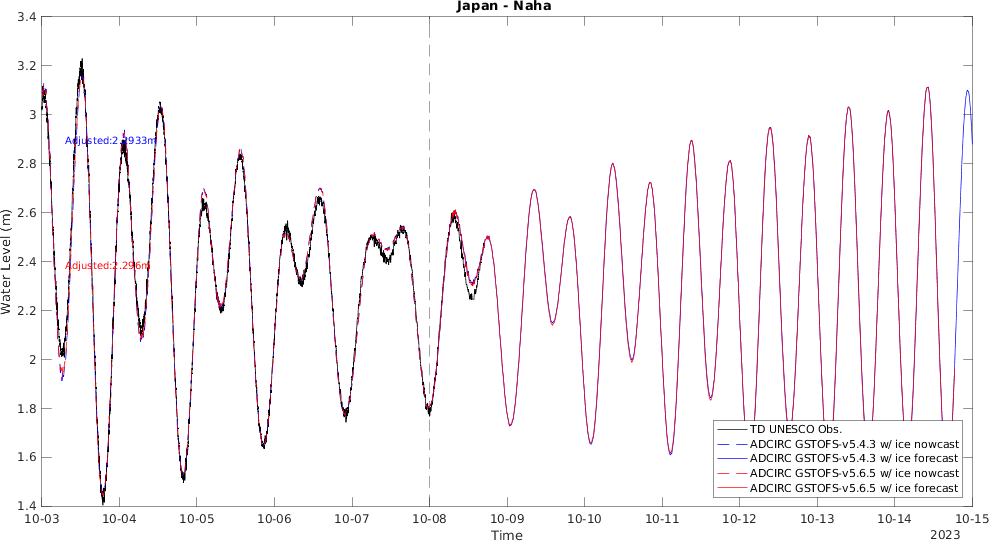 Japan - Naha
3.4
3.2
3
2.8
2.6
2.4
2.2
2
1.8
1.6
1.4
Water Level (m)
Adjusted:2.2933m
Adjusted:2.296m
TD UNESCO Obs.
ADCIRC GSTOFS-v5.4.3 w/ ice nowcast
ADCIRC GSTOFS-v5.4.3 w/ ice forecast
ADCIRC GSTOFS-v5.6.5 w/ ice nowcast
ADCIRC GSTOFS-v5.6.5 w/ ice forecast
10-03 10-04 10-05 10-06 10-07 10-08 10-09 10-10 10-11 10-12 10-13 10-14 10-15
Time
2023